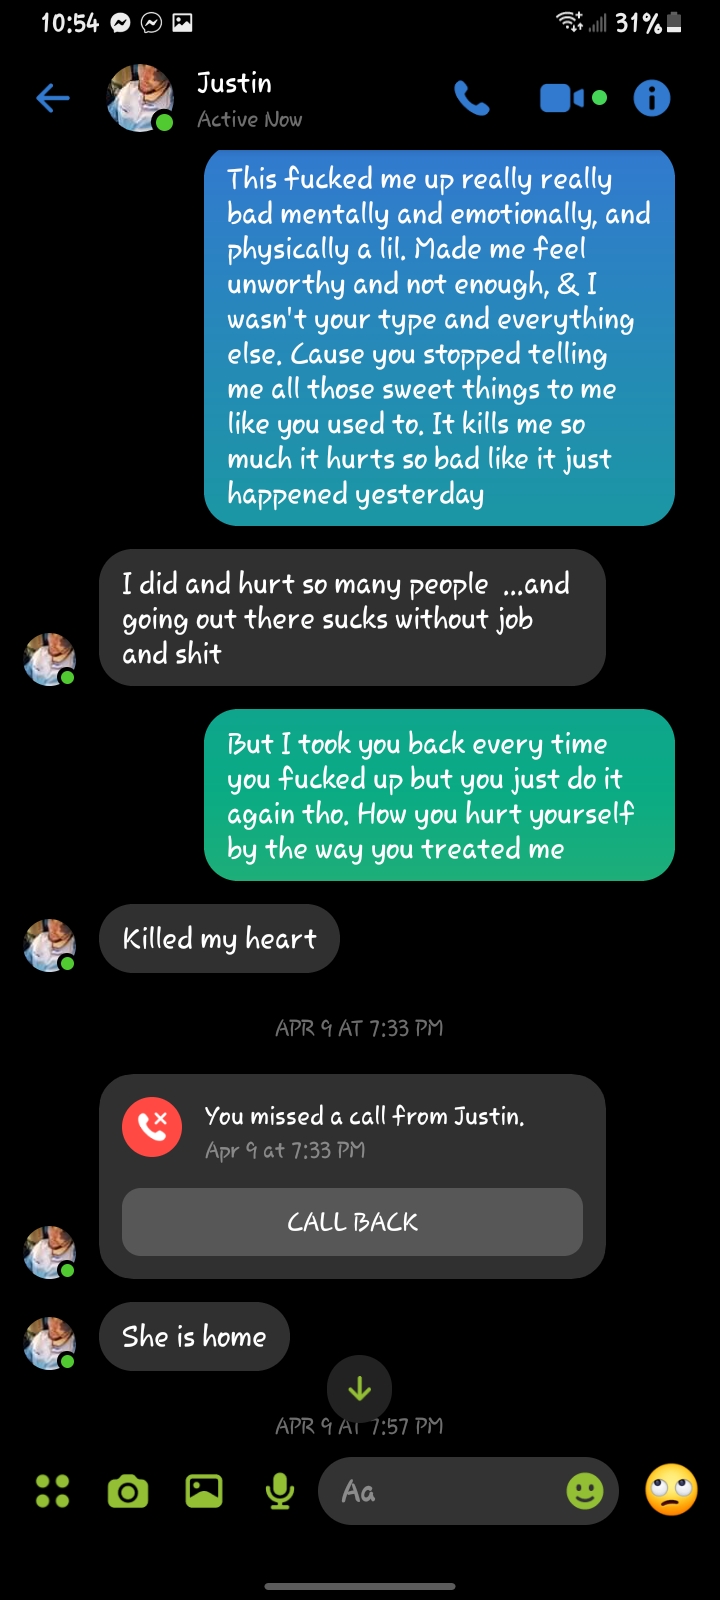 10:54
31%
Justin
Active Now
This fucked me up really really
bad mentally and emotionally, and
physically a lil. Made me feel
unworthy and not enough, & I
wasn't your type and everything
else. Cause you stopped telling
me all those sweet things to me
like you used to. It kills me so
much it hurts so bad like it just
happened yesterday
I did and hurt so many people  ...and
going out there sucks without job
and shit
But I took you back every time
you fucked up but you just do it
again tho. How you hurt yourself
by the way you treated me
Killed my heart
APR 9 AT 7:33 PM
You missed a call from Justin.
Apr 9 at 7:33 PM
CALL BACK
She is home
APR 9 AT 7:57 PM
Aa